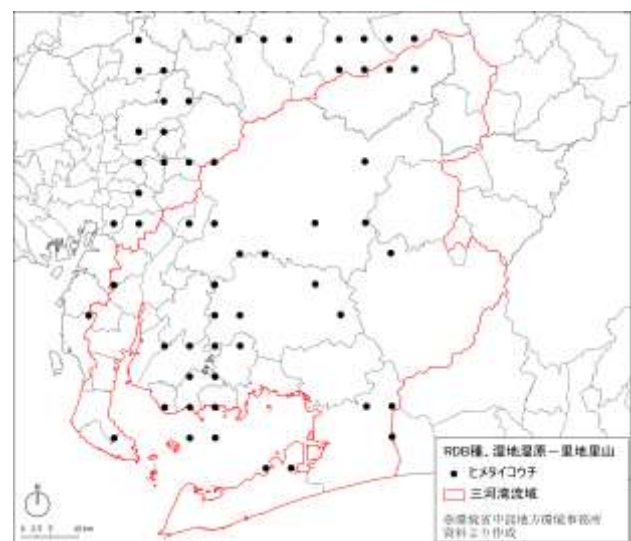 RDB種、湿地湿原－里地里山
ヒメタイコウチ
三河湾流域
※環境省中部地方環境事務所
資料より作成